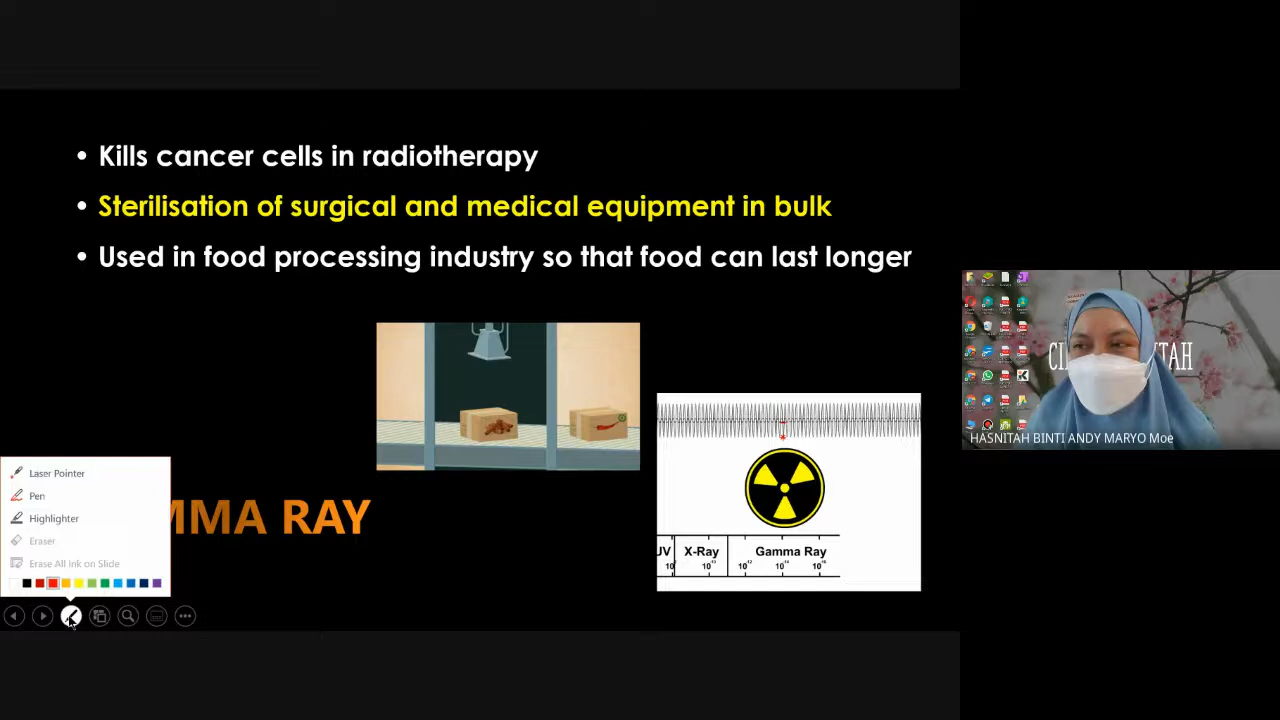 • Kills cancer cells in radiotherapy
• Sterilisation of surgical and medical equipment in bulk
• Used in food processing industry so that food can last longer
HASNITAH BINTI ANDY MARYO Moe
Laser Pointer
Pen
Highlighter
Eraser
Erase All Ink on Slide
MMA RAY
UV X-Ray Gamma Ray